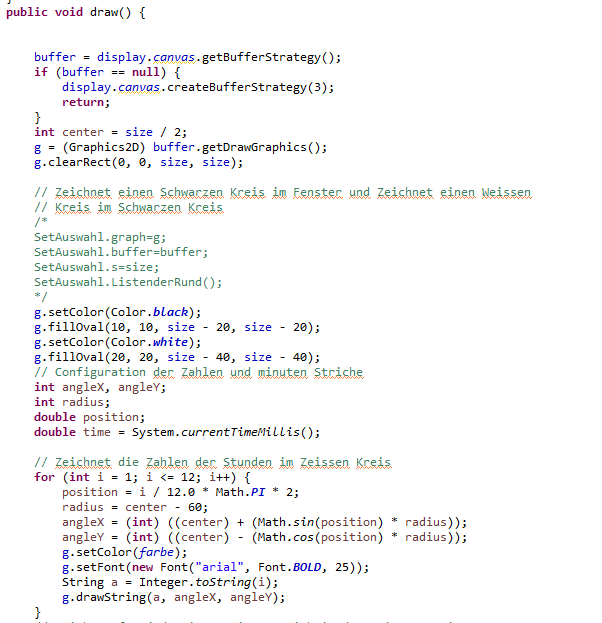 public void draw() {
buffer = display.canvas.getBufferStrategy();
if (buffer == null) {
display.canvas.createBufferStrategy(3);
return;
}
int center = size / 2;
g = (Graphics2D) buffer.getDrawGraphics();
g.clearRect(0, 0, size, size);
// Zeichnet einen Schwarzen Kreis im Fenster und Zeichnet einen Weissen
// Kreis im Schwarzen Kreis
/*
SetAuswahl.graph=g;
SetAuswahl.buffer=buffer;
SetAuswahl.s=size;
SetAuswahl.ListenderRund();
*/
g.setColor(Color.black);
g.fillOval(10, 10, size - 20, size - 20);
g.setColor(Color.white);
g.fillOval(20, 20, size - 40, size - 40);
// Configuration der Zahlen und minuten Striche
int angleX, angleY;
int radius;
double position;
double time = System.currentTimeMillis();
// Zeichnet die Zahlen der Stunden im Zeissen Kreis
for (int i = 1; i <= 12; i++) {
position = i / 12.0 * Math.PI * 2;
radius = center - 60;
angleX = (int) ((center) + (Math.sin(position) * radius));
angleY = (int) ((center) - (Math.cos(position) * radius));
g.setColor(farbe);
g.setFont(new Font("arial", Font.BOLD, 25));
String a = Integer.toString(i);
g.drawString(a, angleX, angleY);
}